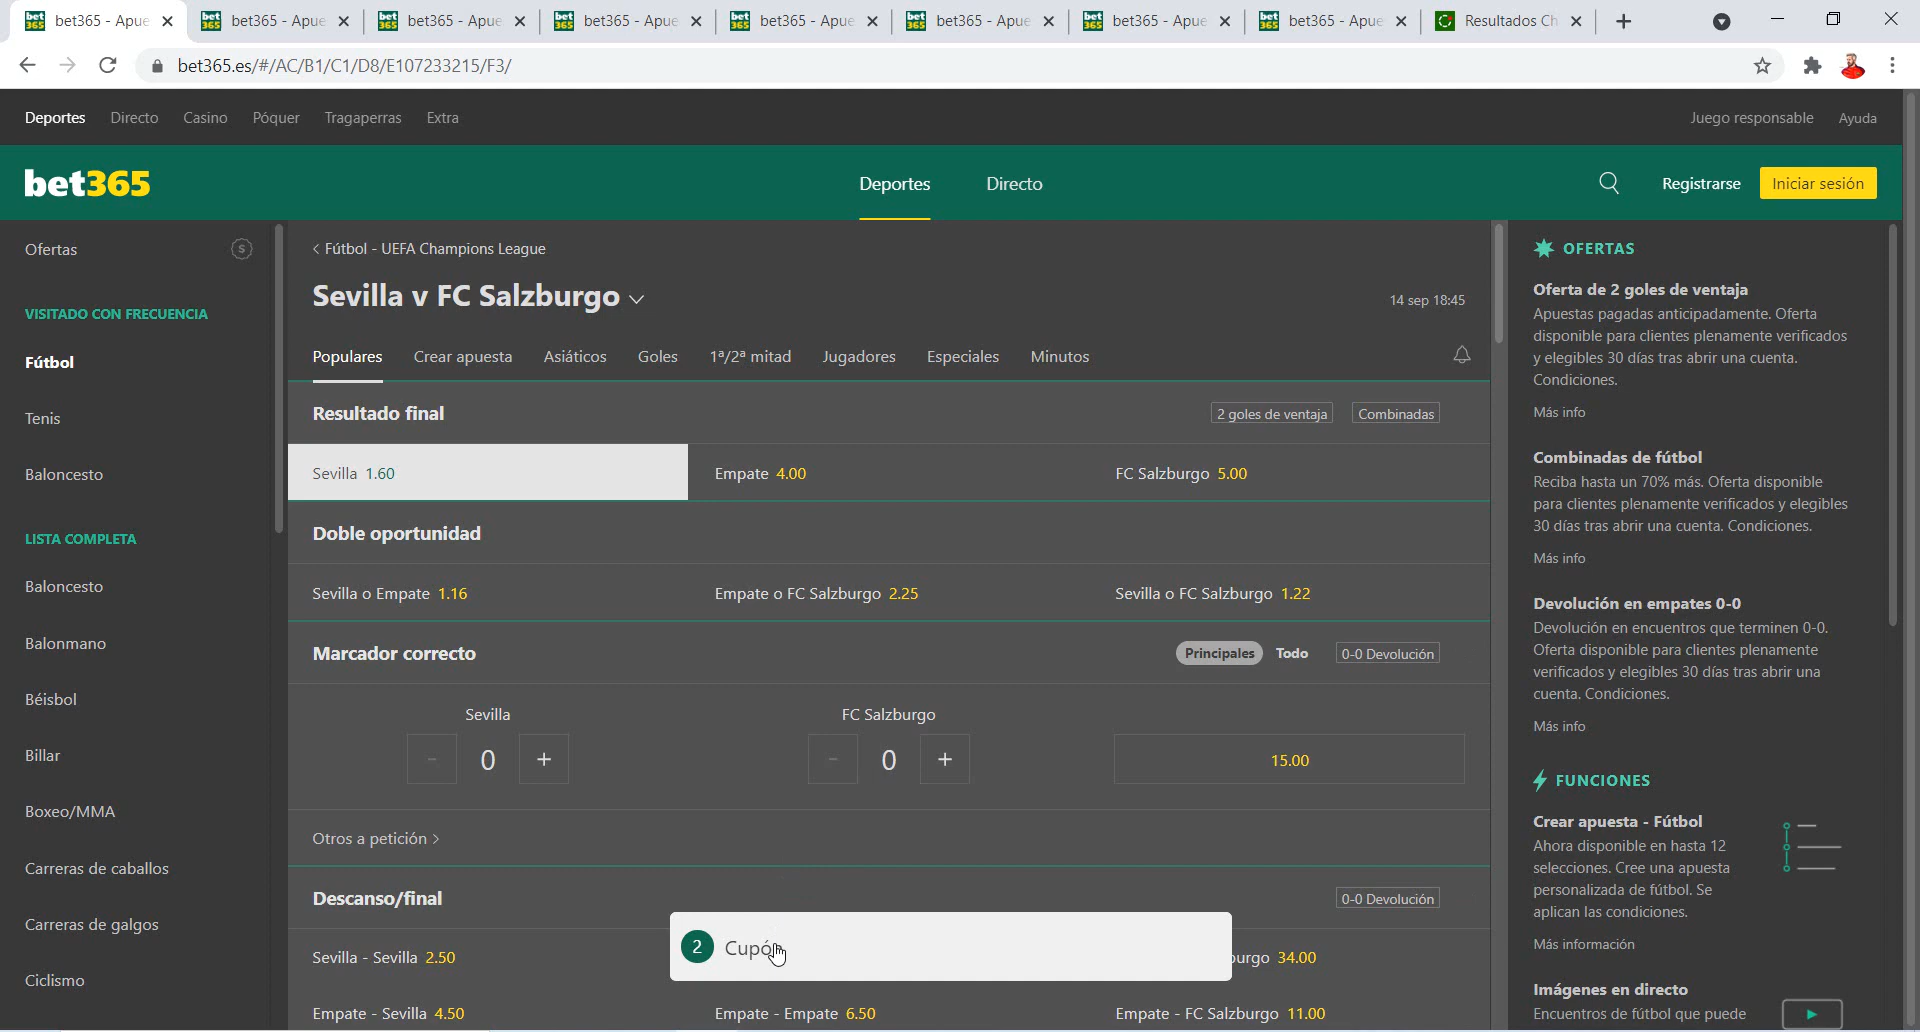 bet365 - Apue
bet365 - Apue
bet365 - Apue
bet365 - Apue
bet365 - Apue
bet365 - Apue
bet365 - Apue
bet365 - Apue
Resultados Ch
bet365.es/#/AC/B1/C1/D8/E107233215/F3/
Deportes Directo Casino Póquer Tragaperras Extra
Juego responsable Ayuda
bet365
Deportes Directo
Registrarse Iniciar sesión
Ofertas
VISITADO CON FRECUENCIA
Fútbol
Tenis
Baloncesto
LISTA COMPLETA
Baloncesto
Balonmano
Béisbol
Billar
Boxeo/MMA
Carreras de caballos
Carreras de galgos
Ciclismo
< Fútbol - UEFA Champions League
Sevilla v FC Salzburgo
14 sep 18:45
Populares Crear apuesta Asiáticos Goles 1ª/2ª mitad Jugadores Especiales Minutos
Resultado final 2 goles de ventaja Combinadas
Sevilla 1.60 Empate 4.00 FC Salzburgo 5.00
Doble oportunidad
Sevilla o Empate 1.16 Empate o FC Salzburgo 2.25 Sevilla o FC Salzburgo 1.22
Marcador correcto Principales Todo 0-0 Devolución
Sevilla FC Salzburgo
- 0 + - 0 + 15.00
Otros a petición >
Descanso/final 0-0 Devolución
Sevilla - Sevilla 2.50 urgo 34.00
2 Cupó
Empate - Sevilla 4.50 Empate - Empate 6.50 Empate - FC Salzburgo 11.00
OFERTAS
Oferta de 2 goles de ventaja
Apuestas pagadas anticipadamente. Oferta
disponible para clientes plenamente verificados
y elegibles 30 días tras abrir una cuenta.
Condiciones.
Más info
Combinadas de fútbol
Reciba hasta un 70% más. Oferta disponible
para clientes plenamente verificados y elegibles
30 días tras abrir una cuenta. Condiciones.
Más info
Devolución en empates 0-0
Devolución en encuentros que terminen 0-0.
Oferta disponible para clientes plenamente
verificados y elegibles 30 días tras abrir una
cuenta. Condiciones.
Más info
FUNCIONES
Crear apuesta - Fútbol
Ahora disponible en hasta 12
selecciones. Cree una apuesta
personalizada de fútbol. Se
aplican las condiciones.
Más información
Imágenes en directo
Encuentros de fútbol que puede